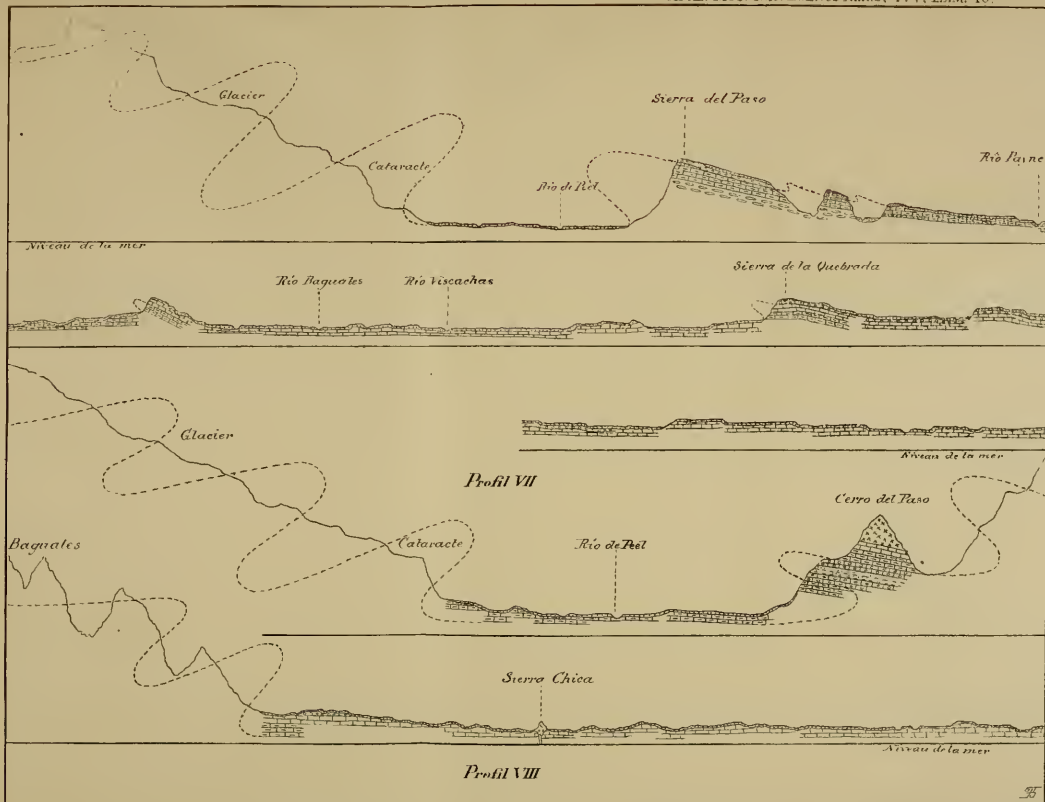 Glacier
Cataracte
Río de Peel
Sierra del Paso
Río Payne
Niveau de la mer
Río Baguales
Río Viscachas
Sierra de la Quebrada
Glacier
Niveau de la mer
Profil VII
Cerro del Paso
Cataracte
Río de Peel
Baguales
Sierra Chica
Niveau de la mer
Profil VIII